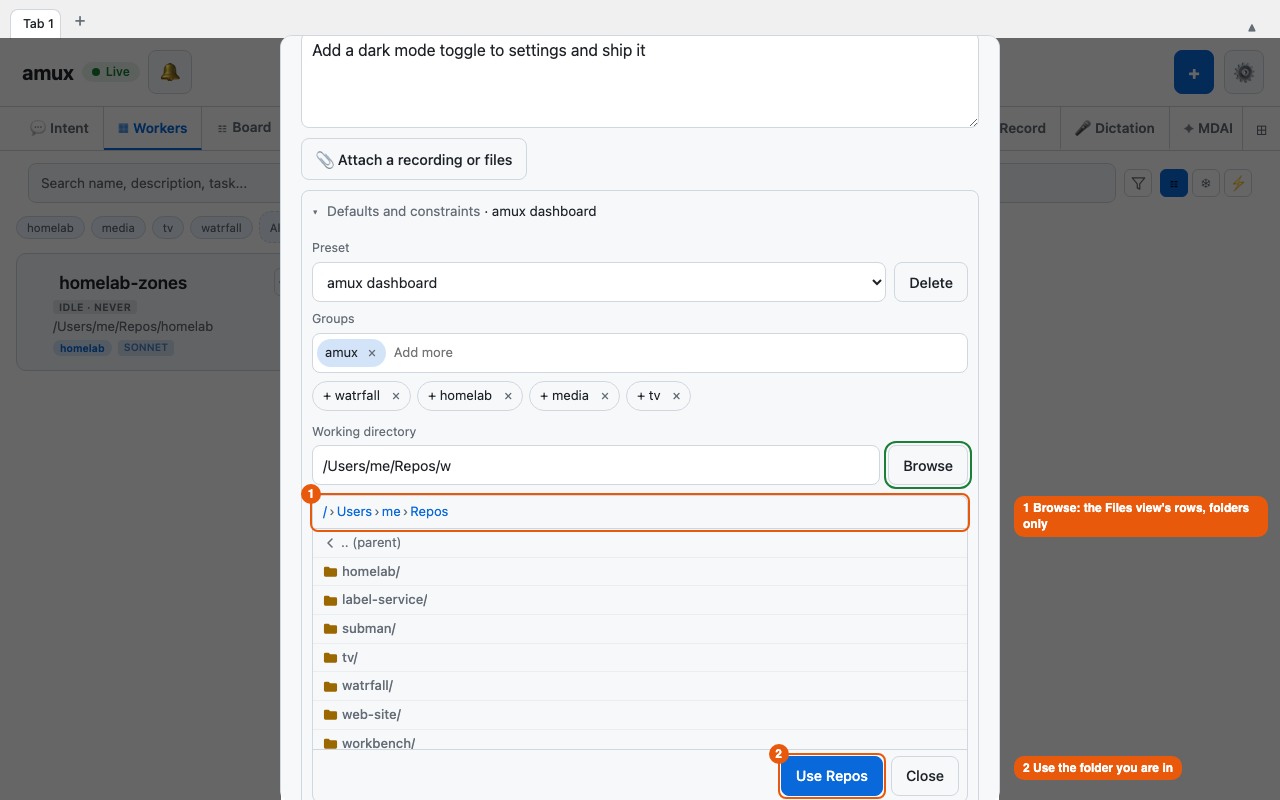 Tab 1 +
▲
amux ● Live
+
Intent Workers Board Record Dictation MDAI
Add a dark mode toggle to settings and ship it
Attach a recording or files
Search name, description, task...
homelab media tv watrfall
homelab-zones
IDLE · NEVER
/Users/me/Repos/homelab
homelab SONNET
▾ Defaults and constraints · amux dashboard
Preset
amux dashboard Delete
Groups
amux × Add more
+ watrfall × + homelab × + media × + tv ×
Working directory
/Users/me/Repos/w Browse
1
/ › Users › me › Repos
1 Browse: the Files view's rows, folders
only
.. (parent)
homelab/
label-service/
subman/
tv/
watrfall/
web-site/
workbench/
2
Use Repos Close
2 Use the folder you are in